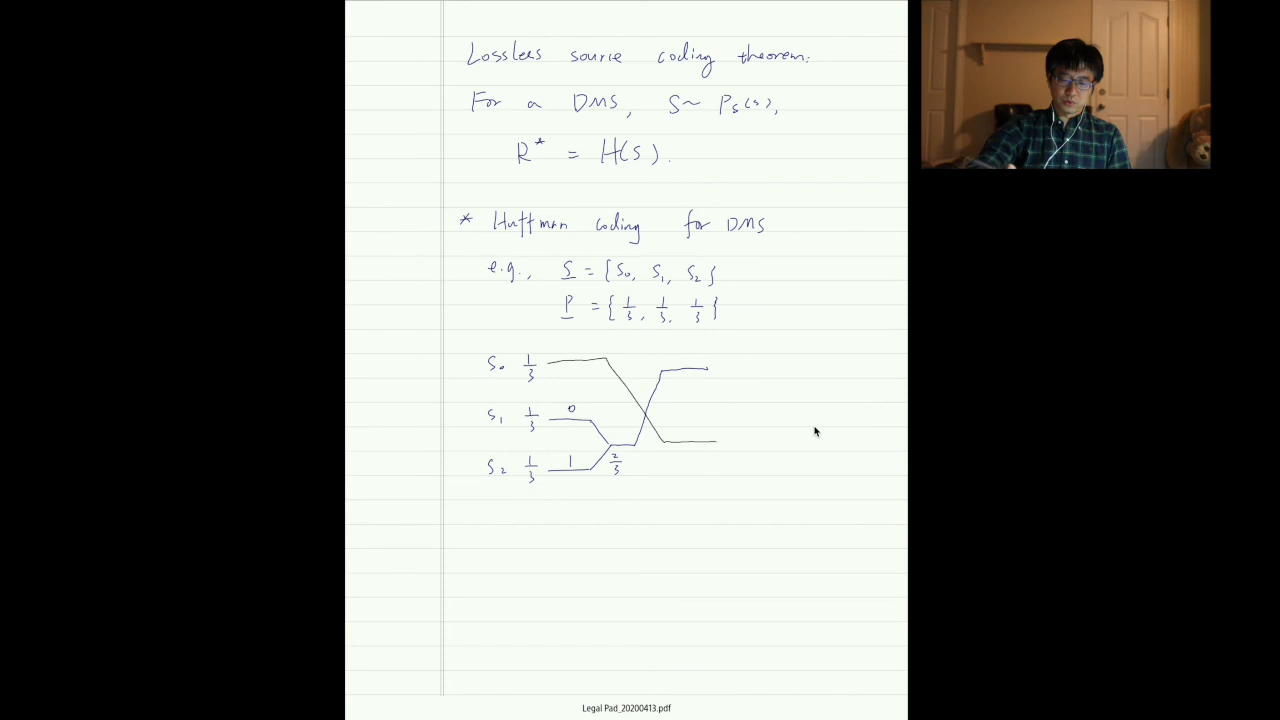 Lossless source coding theorem:
For a DMS, S ~ P_S(s),
R* = H(S).
* Huffman coding for DMS
e.g., S = {S0, S1, S2}
P = {1/3, 1/3, 1/3}
S0 1/3
S1 1/3 0
S2 1/3 1 2/3
Legal Pad_20200413.pdf